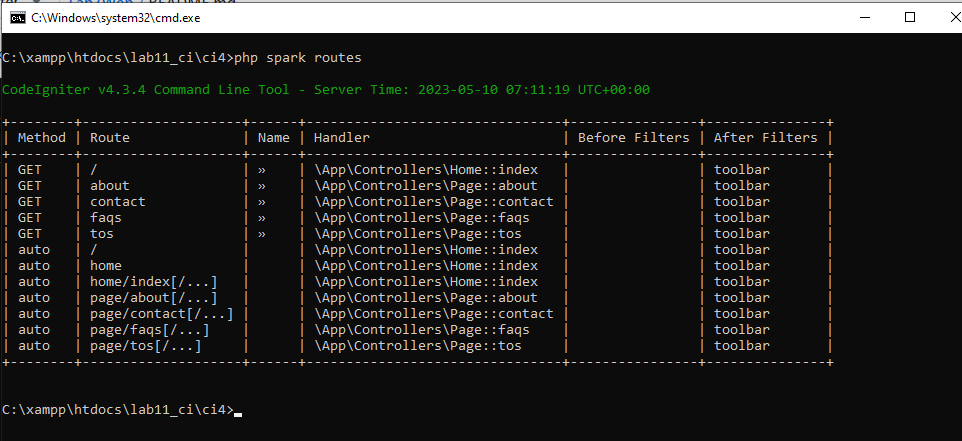 C:\Windows\system32\cmd.exe
C:\xampp\htdocs\lab11_ci\ci4>php spark routes
CodeIgniter v4.3.4 Command Line Tool - Server Time: 2023-05-10 07:11:19 UTC+00:00
+--------+--------------------+------+-----------------------------+----------------+---------------+
| Method | Route              | Name | Handler                     | Before Filters | After Filters |
+--------+--------------------+------+-----------------------------+----------------+---------------+
| GET    | /                  | »    | \App\Controllers\Home::index   |                | toolbar       |
| GET    | about              | »    | \App\Controllers\Page::about   |                | toolbar       |
| GET    | contact            | »    | \App\Controllers\Page::contact |                | toolbar       |
| GET    | faqs               | »    | \App\Controllers\Page::faqs    |                | toolbar       |
| GET    | tos                | »    | \App\Controllers\Page::tos     |                | toolbar       |
| auto   | /                  |      | \App\Controllers\Home::index   |                | toolbar       |
| auto   | home               |      | \App\Controllers\Home::index   |                | toolbar       |
| auto   | home/index[/...]   |      | \App\Controllers\Home::index   |                | toolbar       |
| auto   | page/about[/...]   |      | \App\Controllers\Page::about   |                | toolbar       |
| auto   | page/contact[/...] |      | \App\Controllers\Page::contact |                | toolbar       |
| auto   | page/faqs[/...]    |      | \App\Controllers\Page::faqs    |                | toolbar       |
| auto   | page/tos[/...]     |      | \App\Controllers\Page::tos     |                | toolbar       |
+--------+--------------------+------+-----------------------------+----------------+---------------+
C:\xampp\htdocs\lab11_ci\ci4>